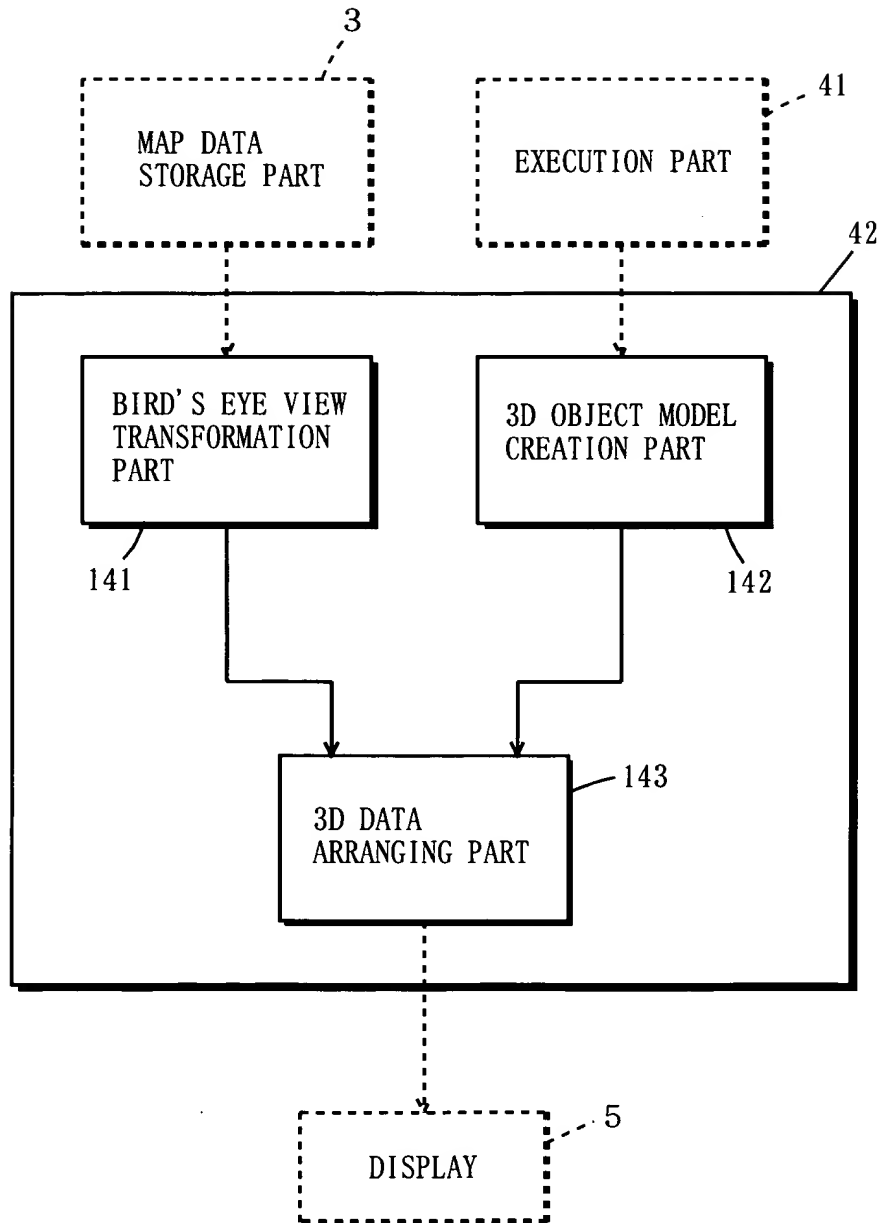 3
41
MAP DATA
STORAGE PART
EXECUTION PART
42
BIRD'S EYE VIEW
TRANSFORMATION
PART
3D OBJECT MODEL
CREATION PART
141
142
143
3D DATA
ARRANGING PART
5
DISPLAY